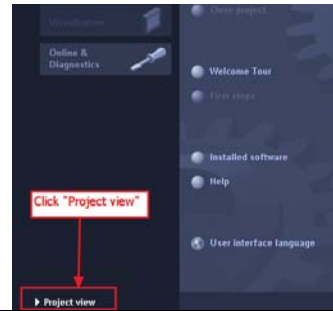 Visualization
Close project
Online &
Diagnostics
Welcome Tour
First steps
Installed software
Help
Click "Project view"
User interface language
Project view